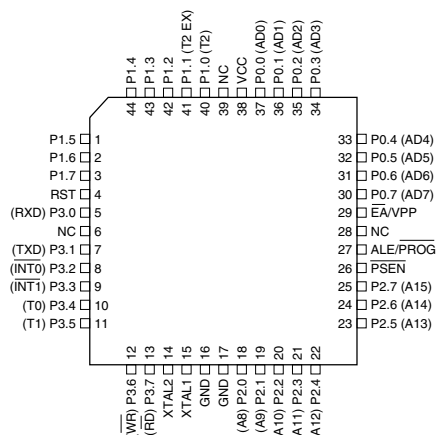 44 P1.4
43 P1.3
42 P1.2
41 P1.1 (T2 EX)
40 P1.0 (T2)
39 NC
38 VCC
37 P0.0 (AD0)
36 P0.1 (AD1)
35 P0.2 (AD2)
34 P0.3 (AD3)
P1.5 1
P1.6 2
P1.7 3
RST 4
(RXD) P3.0 5
NC 6
(TXD) P3.1 7
(INT0) P3.2 8
(INT1) P3.3 9
(T0) P3.4 10
(T1) P3.5 11
33 P0.4 (AD4)
32 P0.5 (AD5)
31 P0.6 (AD6)
30 P0.7 (AD7)
29 EA/VPP
28 NC
27 ALE/PROG
26 PSEN
25 P2.7 (A15)
24 P2.6 (A14)
23 P2.5 (A13)
WR) P3.6 12
(RD) P3.7 13
XTAL2 14
XTAL1 15
GND 16
GND 17
(A8) P2.0 18
(A9) P2.1 19
A10) P2.2 20
A11) P2.3 21
A12) P2.4 22